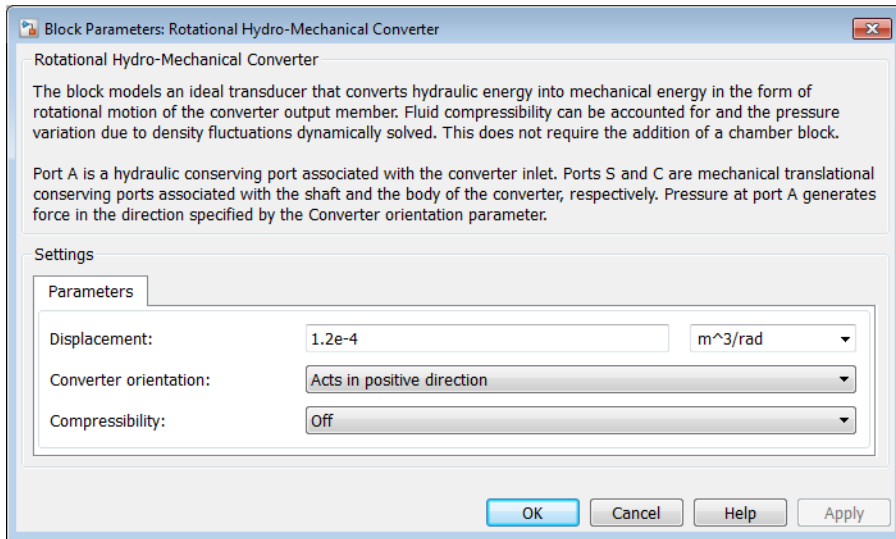 Block Parameters: Rotational Hydro-Mechanical Converter
Rotational Hydro-Mechanical Converter
The block models an ideal transducer that converts hydraulic energy into mechanical energy in the form of
rotational motion of the converter output member. Fluid compressibility can be accounted for and the pressure
variation due to density fluctuations dynamically solved. This does not require the addition of a chamber block.
Port A is a hydraulic conserving port associated with the converter inlet. Ports S and C are mechanical translational
conserving ports associated with the shaft and the body of the converter, respectively. Pressure at port A generates
force in the direction specified by the Converter orientation parameter.
Settings
Parameters
Displacement: 1.2e-4 m^3/rad
Converter orientation: Acts in positive direction
Compressibility: Off
OK Cancel Help Apply